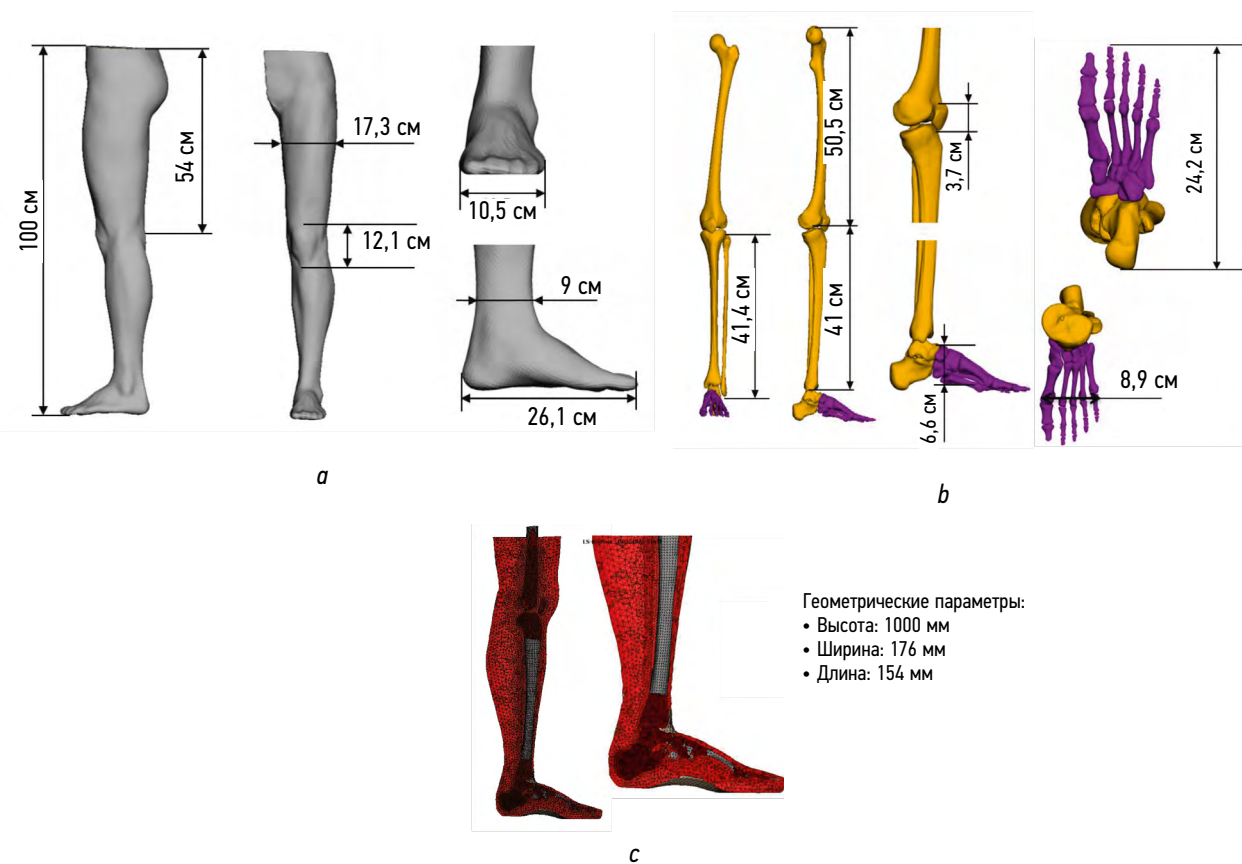 100 см
54 см
17,3 см
12,1 см
10,5 см
9 см
26,1 см
a
50,5 см
41,4 см
41 см
3,7 см
6,6 см
24,2 см
8,9 см
b
Геометрические параметры:
• Высота: 1000 мм
• Ширина: 176 мм
• Длина: 154 мм
c